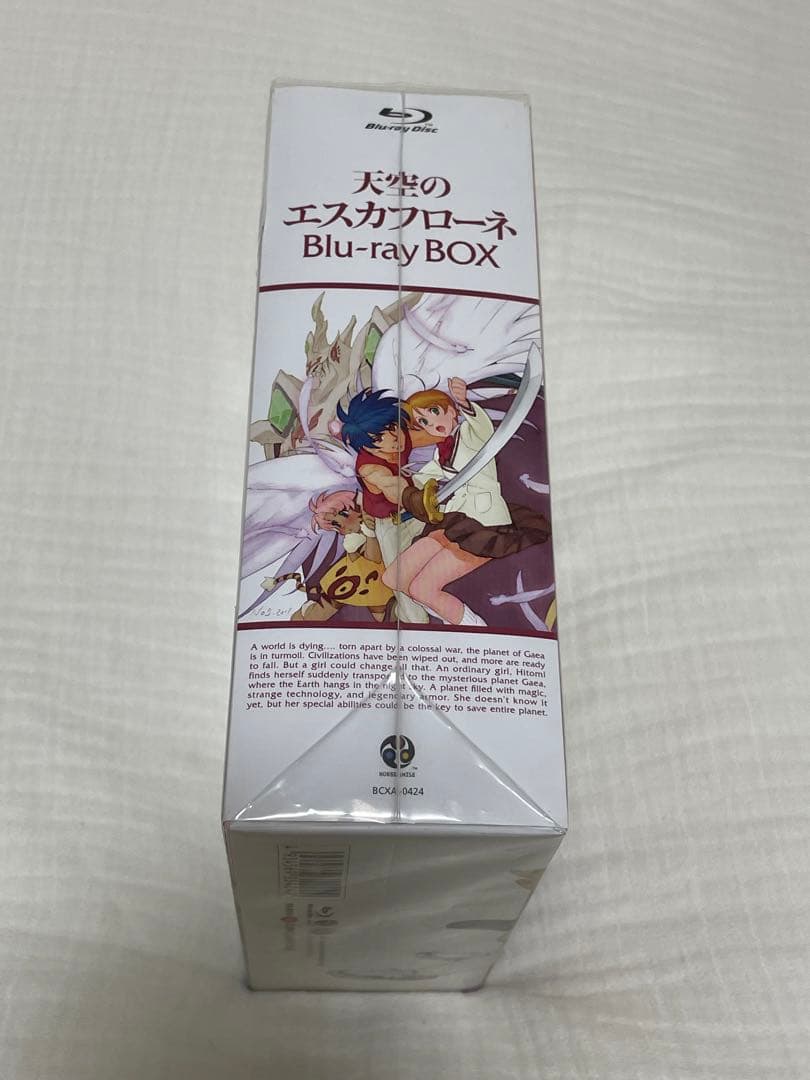 Blu-ray Disc
天空の
エスカフローネ
Blu-ray BOX
A world is dying.... torn apart by a colossal war, the planet of Gaea
is in turmoil. Civilizations have been wiped out, and more are ready
to fall. But a girl could change all that. An ordinary girl, Hitomi
finds herself suddenly transported to the mysterious planet Gaea,
where the Earth hangs in the night sky. A planet filled with magic,
strange technology, and legendary armor. She doesn't know it
yet, but her special abilities could be the key to save entire planet.
BCXA-0424